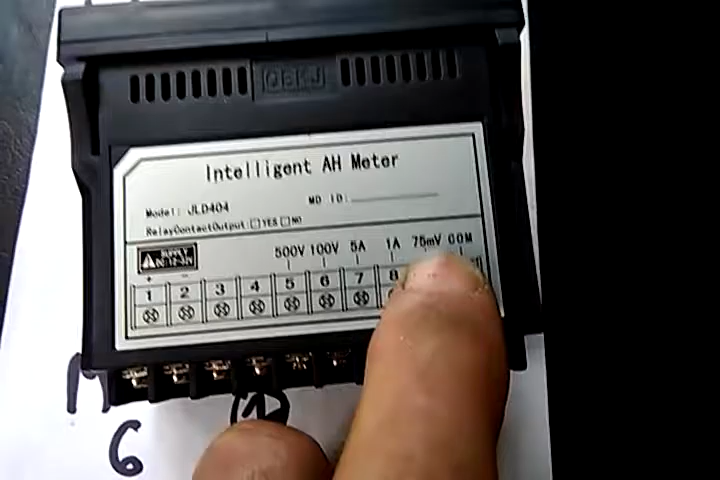 Intelligent AH Meter
Model: JLD404 MD ID:
RelayContactOutput: YES NO
SUPPLY
500V 100V 5A 1A 75mV COM
+ -
1 2 3 4 5 6 7 8
6